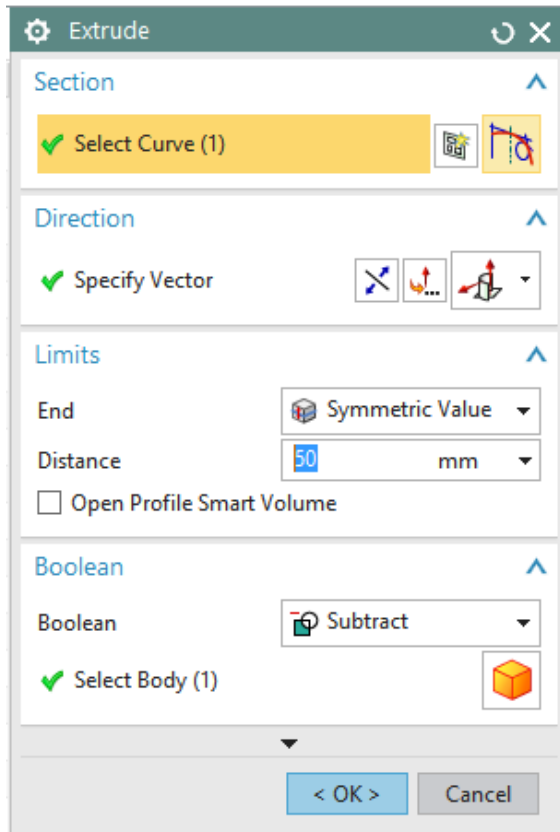 Extrude
Section
Select Curve (1)
Direction
Specify Vector
Limits
End Symmetric Value
Distance 50 mm
Open Profile Smart Volume
Boolean
Boolean Subtract
Select Body (1)
< OK > Cancel